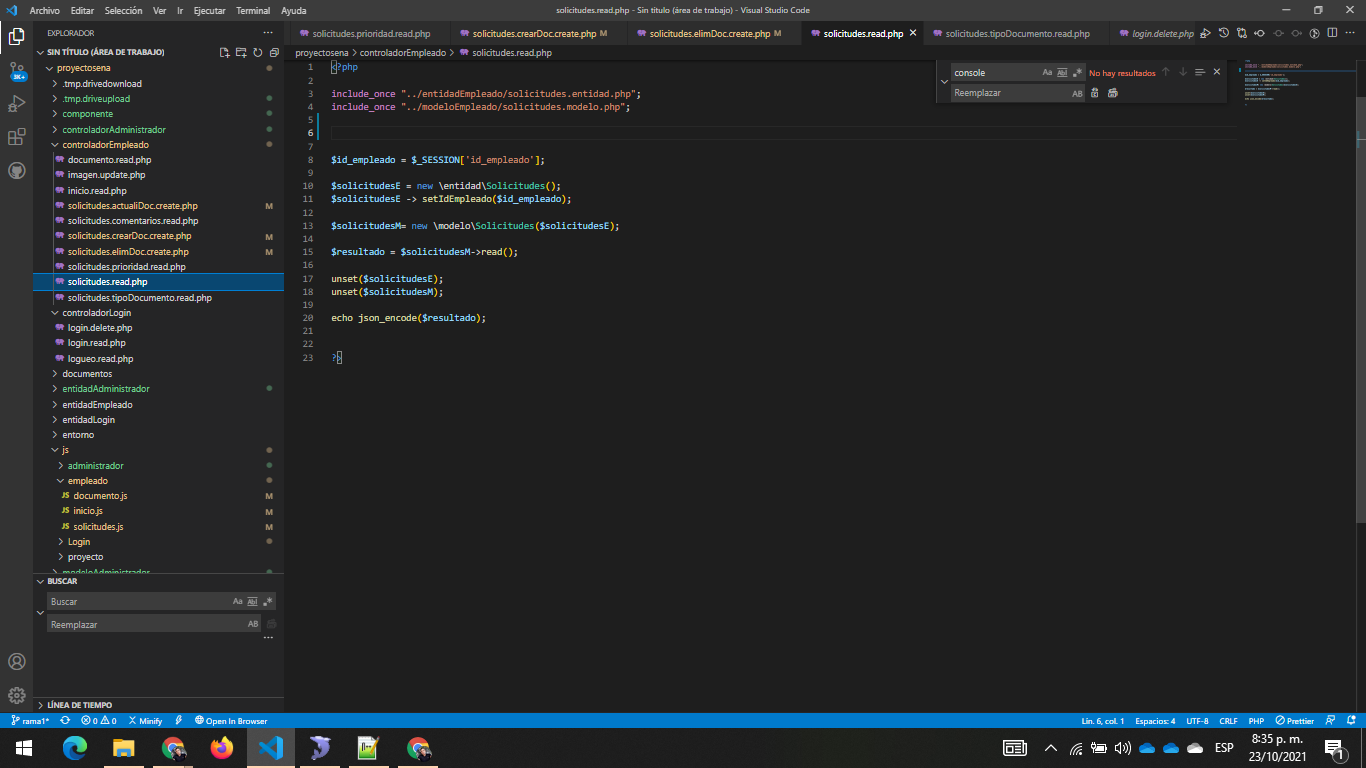 Archivo Editar Selección Ver Ir Ejecutar Terminal Ayuda
solicitudes.read.php - Sin título (área de trabajo) - Visual Studio Code
EXPLORADOR
SIN TÍTULO (ÁREA DE TRABAJO)
proyectosena
.tmp.drivedownload
.tmp.driveupload
componente
controladorAdministrador
controladorEmpleado
documento.read.php
imagen.update.php
inicio.read.php
solicitudes.actualiDoc.create.php M
solicitudes.comentarios.read.php
solicitudes.crearDoc.create.php M
solicitudes.elimDoc.create.php M
solicitudes.prioridad.read.php
solicitudes.read.php
solicitudes.tipoDocumento.read.php
controladorLogin
login.delete.php
login.read.php
logueo.read.php
documentos
entidadAdministrador
entidadEmpleado
entidadLogin
entorno
js
administrador
empleado
JS documento.js M
JS inicio.js M
JS solicitudes.js M
Login
proyecto
modeloAdministrador
BUSCAR
Buscar Aa Abl .*
Reemplazar AB
LÍNEA DE TIEMPO
3K+
solicitudes.prioridad.read.php solicitudes.crearDoc.create.php M solicitudes.elimDoc.create.php M solicitudes.read.php solicitudes.tipoDocumento.read.php login.delete.php
proyectosena > controladorEmpleado > solicitudes.read.php
console Aa Abl .* No hay resultados
Reemplazar AB
1 <?php
2
3 include_once "../entidadEmpleado/solicitudes.entidad.php";
4 include_once "../modeloEmpleado/solicitudes.modelo.php";
5
6
7
8 $id_empleado = $_SESSION['id_empleado'];
9
10 $solicitudesE = new \entidad\Solicitudes();
11 $solicitudesE -> setIdEmpleado($id_empleado);
12
13 $solicitudesM= new \modelo\Solicitudes($solicitudesE);
14
15 $resultado = $solicitudesM->read();
16
17 unset($solicitudesE);
18 unset($solicitudesM);
19
20 echo json_encode($resultado);
21
22
23 ?>
rama1* 0 0 Minify Open In Browser
Lín. 6, col. 1 Espacios: 4 UTF-8 CRLF PHP Prettier
ESP
8:35 p. m.
23/10/2021
1